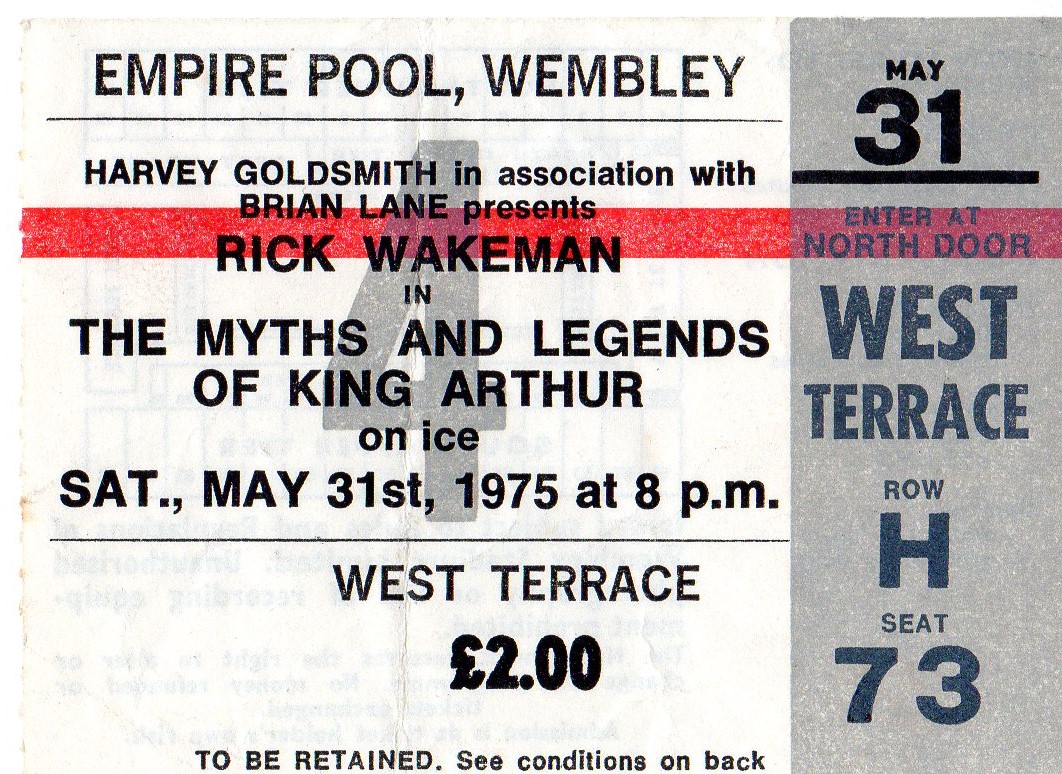 EMPIRE POOL, WEMBLEY
HARVEY GOLDSMITH in association with
BRIAN LANE presents
RICK WAKEMAN
IN
THE MYTHS AND LEGENDS
OF KING ARTHUR
on ice
SAT., MAY 31st, 1975 at 8 p.m.
WEST TERRACE
£2.00
TO BE RETAINED. See conditions on back
4
MAY
31
ENTER AT
NORTH DOOR
WEST
TERRACE
ROW
H
SEAT
73